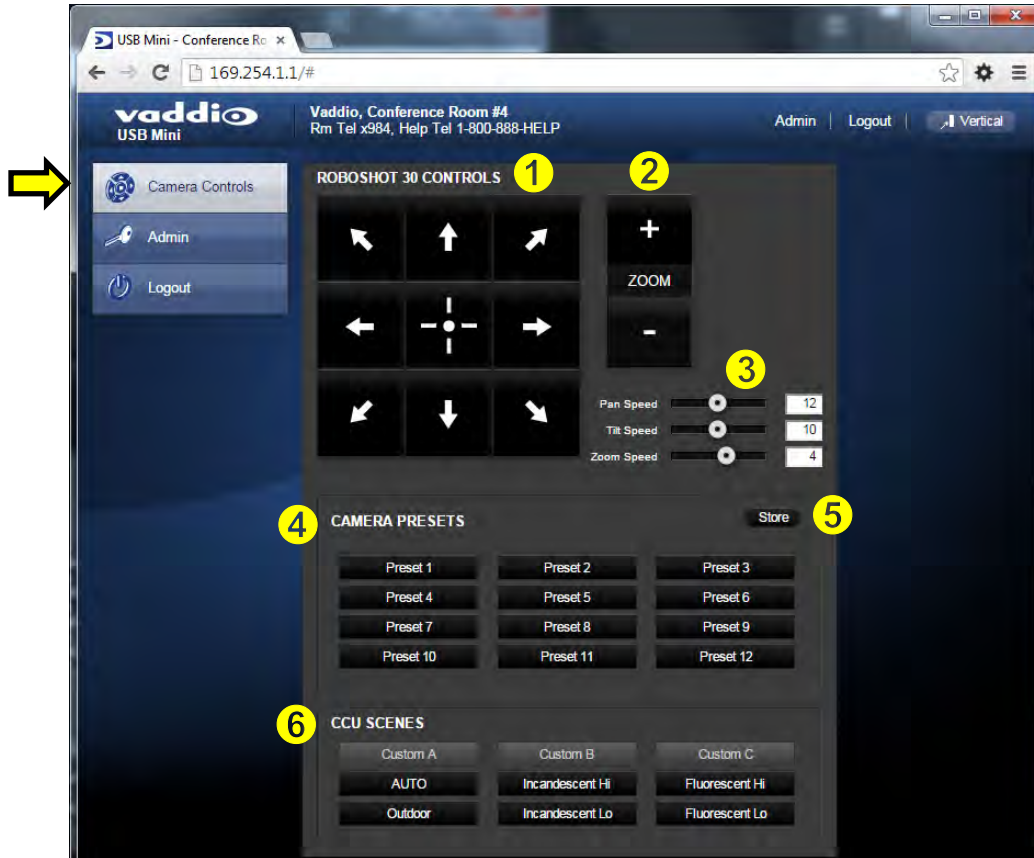 USB Mini - Conference Ro ×
169.254.1.1/#
vaddio
USB Mini
Vaddio, Conference Room #4
Rm Tel x984, Help Tel 1-800-888-HELP
Admin | Logout | Vertical
Camera Controls
Admin
Logout
ROBOSHOT 30 CONTROLS 1
2
+
ZOOM
-
3
Pan Speed 12
Tilt Speed 10
Zoom Speed 4
4 CAMERA PRESETS Store 5
Preset 1 Preset 2 Preset 3
Preset 4 Preset 5 Preset 6
Preset 7 Preset 8 Preset 9
Preset 10 Preset 11 Preset 12
6 CCU SCENES
Custom A Custom B Custom C
AUTO Incandescent Hi Fluorescent Hi
Outdoor Incandescent Lo Fluorescent Lo